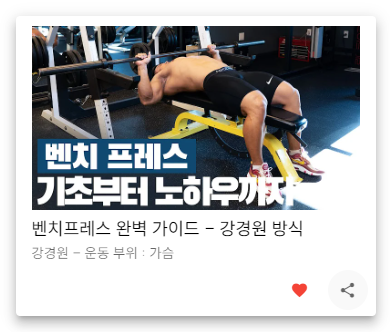 벤치 프레스
기초부터 노하우까지
벤치프레스 완벽 가이드 – 강경원 방식
강경원 – 운동 부위 : 가슴